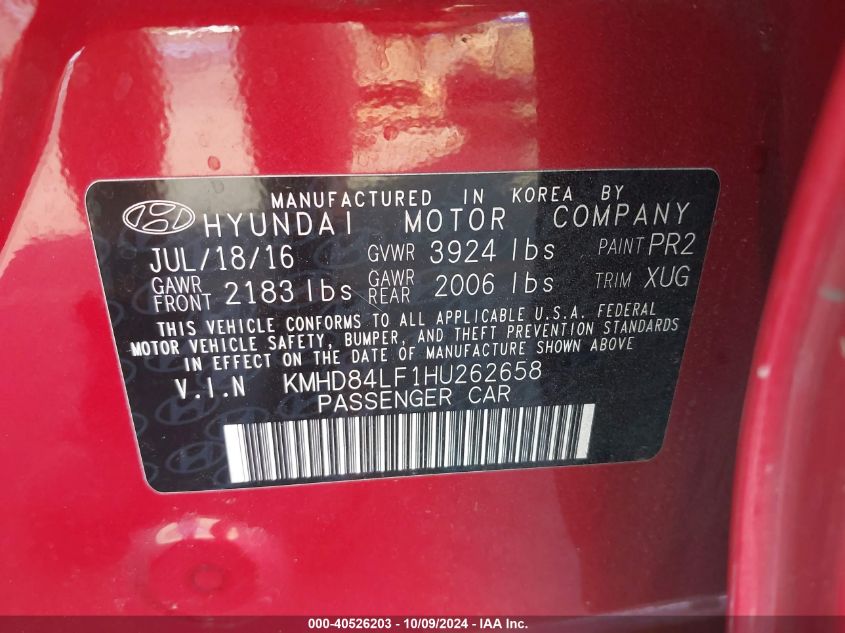 MANUFACTURED IN KOREA BY
HYUNDAI MOTOR COMPANY
JUL/18/16 GVWR 3924 lbs PAINT PR2
GAWR FRONT 2183 lbs GAWR REAR 2006 lbs TRIM XUG
THIS VEHICLE CONFORMS TO ALL APPLICABLE U.S.A. FEDERAL
MOTOR VEHICLE SAFETY, BUMPER, AND THEFT PREVENTION STANDARDS
IN EFFECT ON THE DATE OF MANUFACTURE SHOWN ABOVE.
V.I.N KMHD84LF1HU262658
PASSENGER CAR
000-40526203 - 10/09/2024 - IAA Inc.